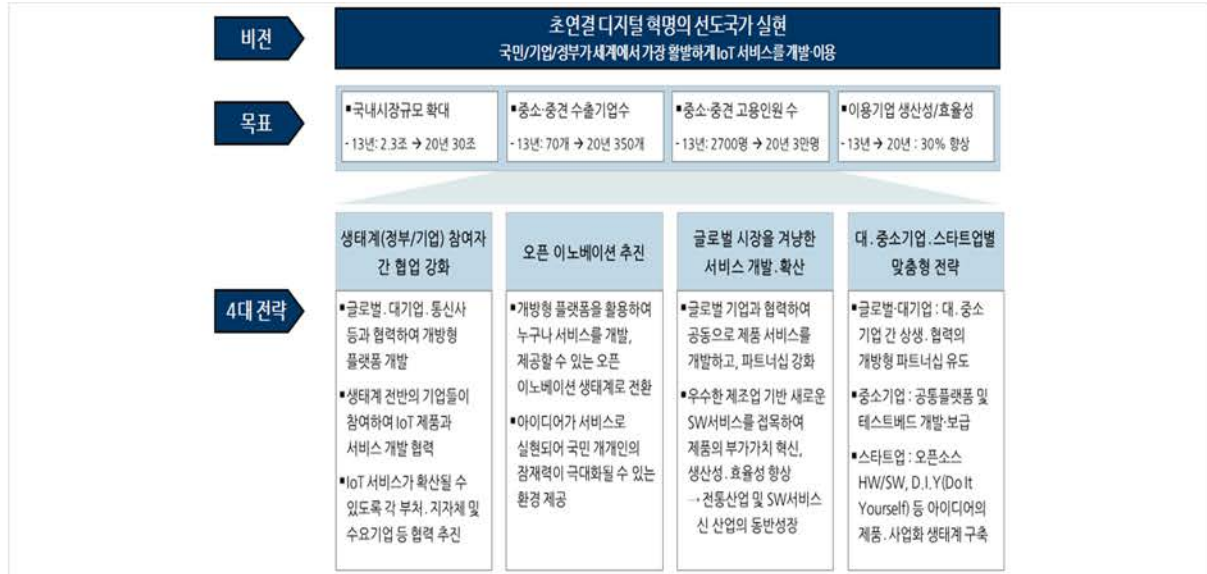 비전
초연결 디지털 혁명의 선도국가 실현
국민/기업/정부가 세계에서 가장 활발하게 IoT 서비스를 개발·이용
목표
▪국내시장규모 확대
- 13년: 2.3조 → 20년 30조
▪중소·중견 수출기업수
- 13년: 70개 → 20년 350개
▪중소·중견 고용인원 수
- 13년: 2700명 → 20년 3만명
▪이용기업 생산성/효율성
- 13년 → 20년 : 30% 향상
4대 전략
생태계(정부/기업) 참여자
간 협업 강화
▪글로벌․대기업․통신사
등과 협력하여 개방형
플랫폼 개발
▪생태계 전반의 기업들이
참여하여 IoT 제품과
서비스 개발 협력
▪IoT 서비스가 확산될 수
있도록 각 부처․지자체 및
수요기업 등 협력 추진
오픈 이노베이션 추진
▪개방형 플랫폼을 활용하여
누구나 서비스를 개발,
제공할 수 있는 오픈
이노베이션 생태계로 전환
▪아이디어가 서비스로
실현되어 국민 개개인의
잠재력이 극대화될 수 있는
환경 제공
글로벌 시장을 겨냥한
서비스 개발․확산
▪글로벌 기업과 협력하여
공동으로 제품 서비스를
개발하고, 파트너십 강화
▪우수한 제조업 기반 새로운
SW서비스를 접목하여
제품의 부가가치 혁신,
생산성․효율성 향상
→전통산업 및 SW서비스
신 산업의 동반성장
대․중소기업․스타트업별
맞춤형 전략
▪글로벌·대기업 : 대․중소
기업 간 상생․협력의
개방형 파트너십 유도
▪중소기업 : 공통플랫폼 및
테스트베드 개발·보급
▪스타트업 : 오픈소스
HW/SW, D.I.Y(Do It
Yourself) 등 아이디어의
제품․사업화 생태계 구축